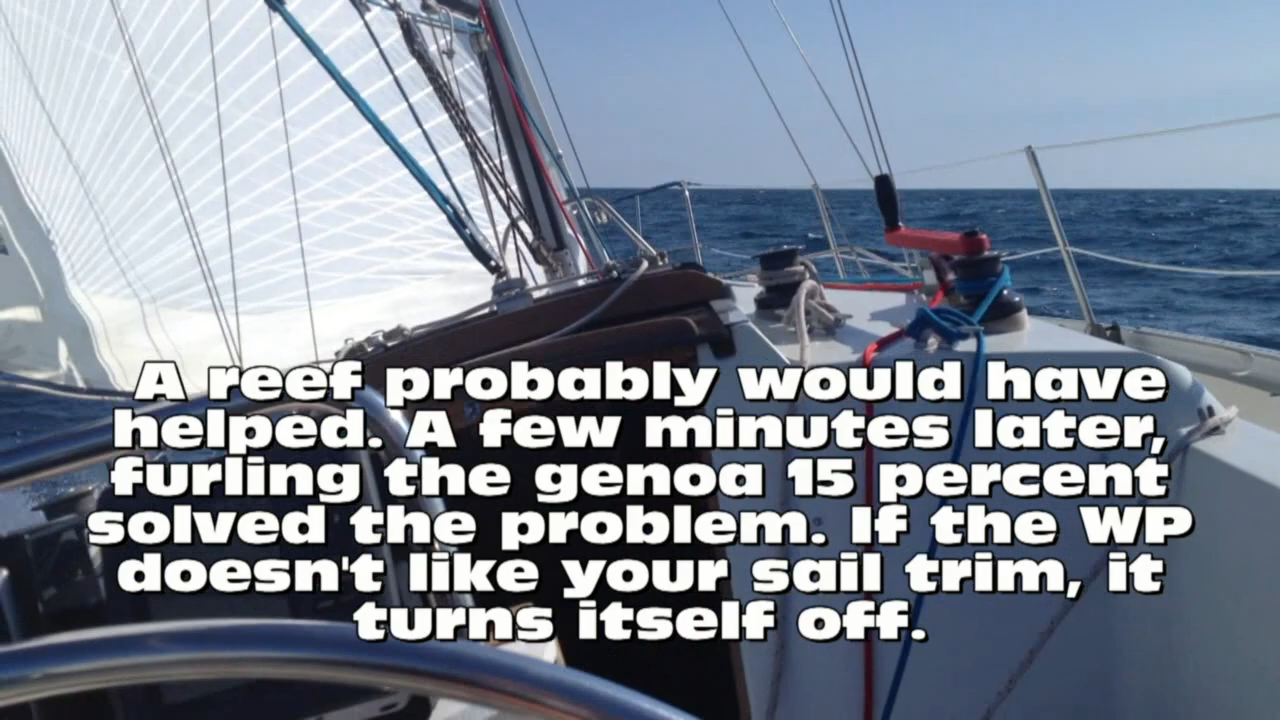 A reef probably would have
helped. A few minutes later,
furling the genoa 15 percent
solved the problem. If the WP
doesn't like your sail trim, it
turns itself off.